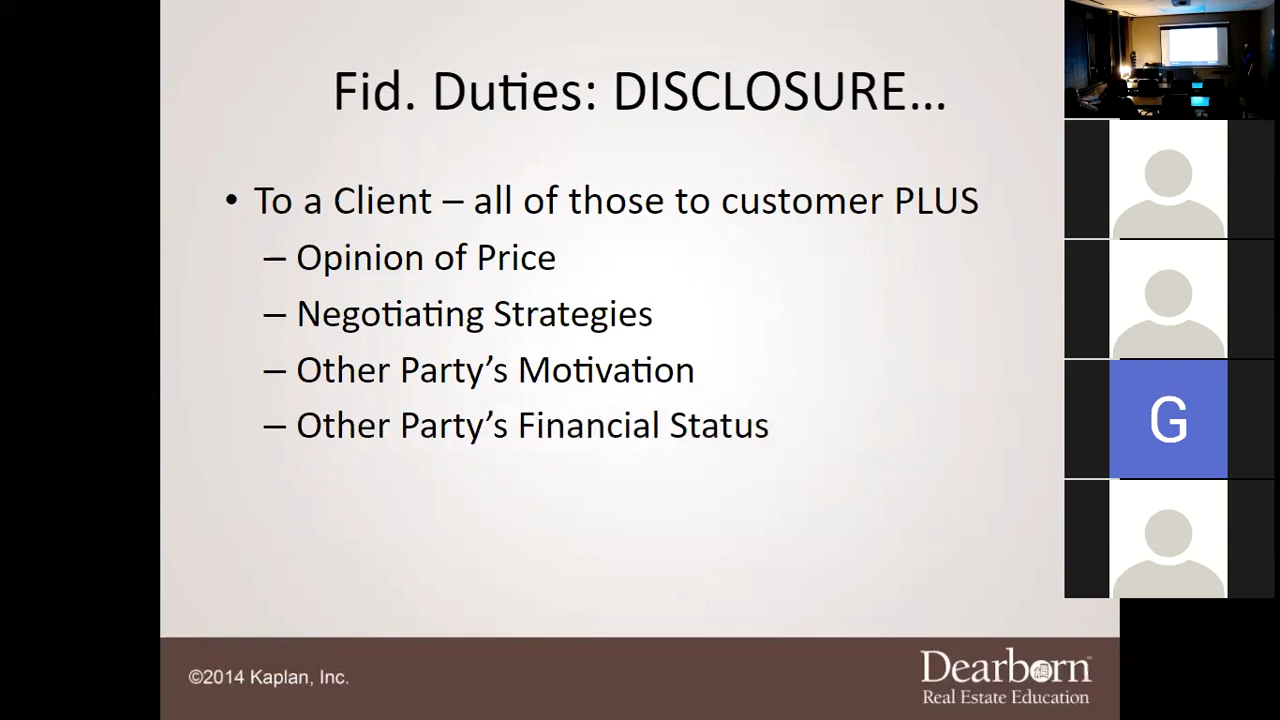 Fid. Duties: DISCLOSURE…
• To a Client – all of those to customer PLUS
– Opinion of Price
– Negotiating Strategies
– Other Party’s Motivation
– Other Party’s Financial Status
G
©2014 Kaplan, Inc.
Dearborn™
Real Estate Education